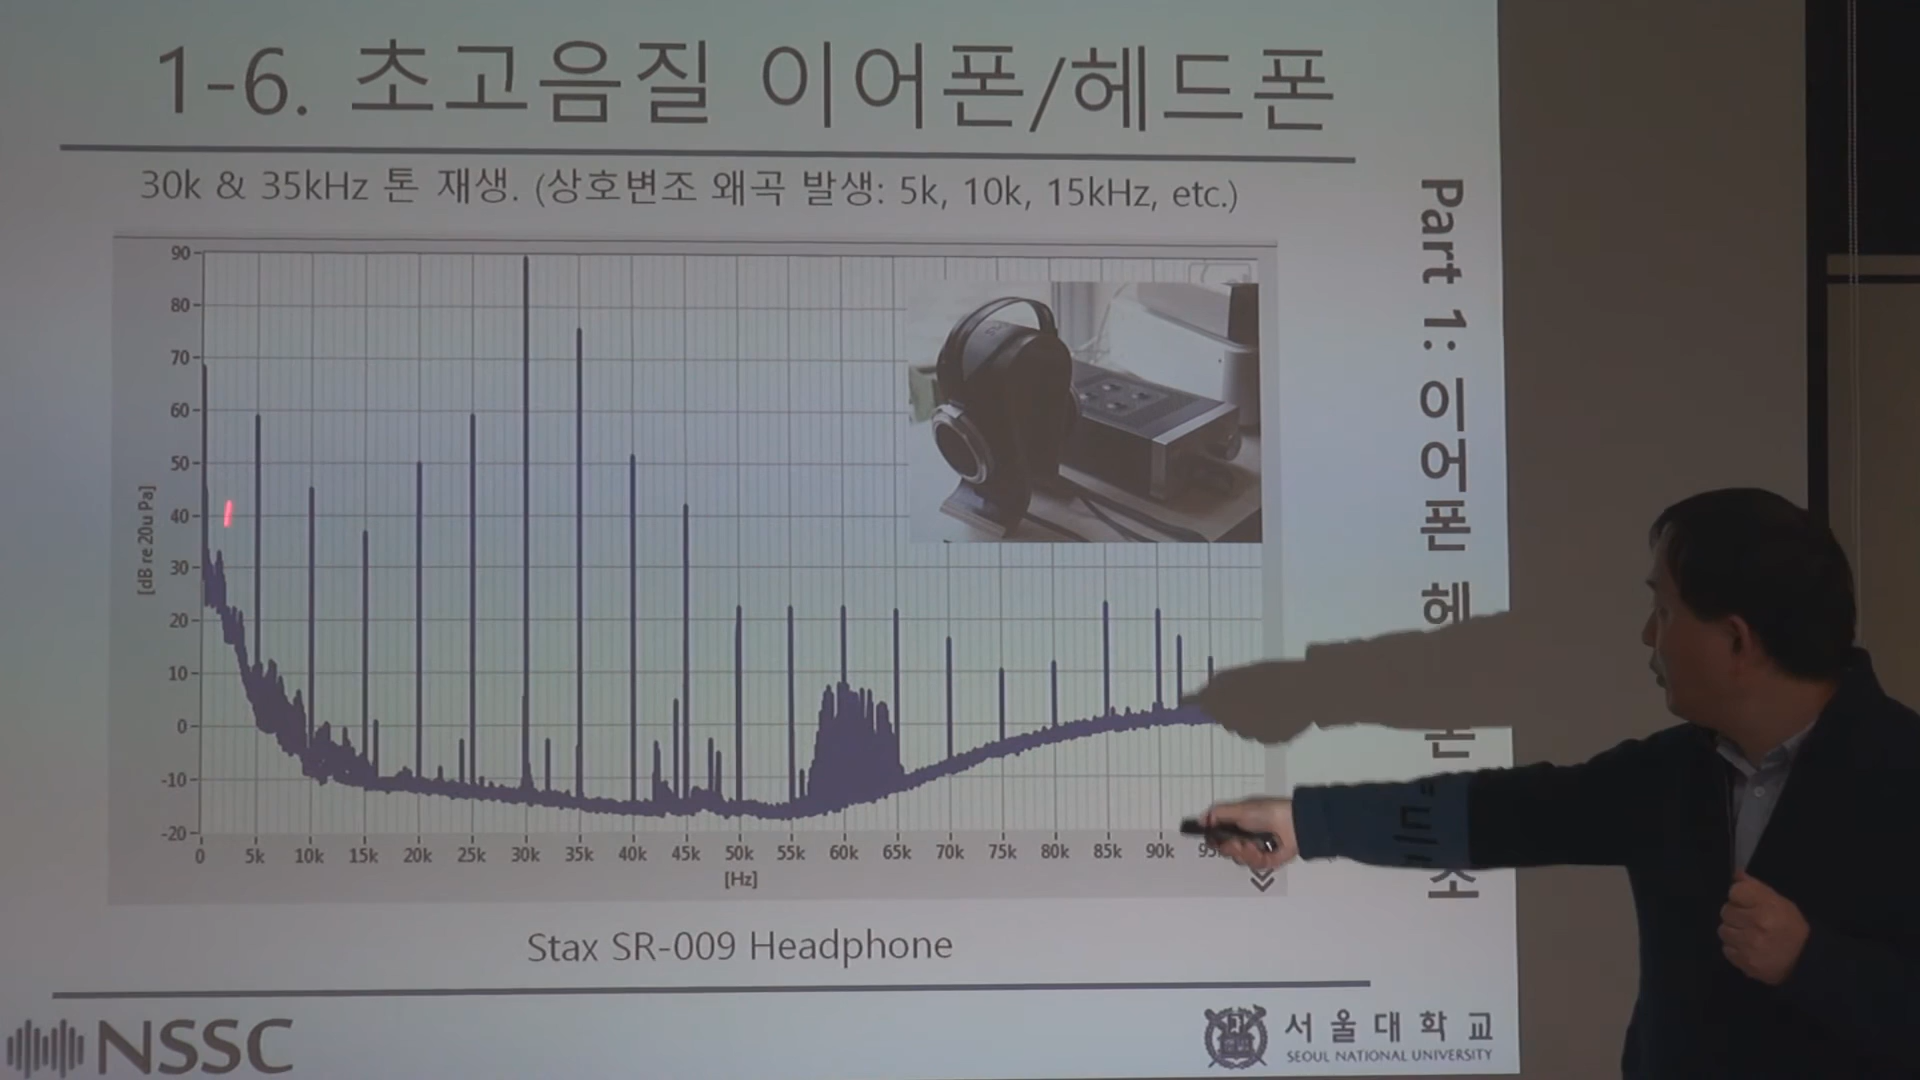 1-6. 초고음질 이어폰/헤드폰
30k & 35kHz 톤 재생. (상호변조 왜곡 발생: 5k, 10k, 15kHz, etc.)
90
80
70
60
50
40
30
20
10
0
-10
-20
[dB re 20u Pa]
0 5k 10k 15k 20k 25k 30k 35k 40k 45k 50k 55k 60k 65k 70k 75k 80k 85k 90k
[Hz]
Stax SR-009 Headphone
Part 1: 이어폰 헤
NSSC
서울대학교
SEOUL NATIONAL UNIVERSITY